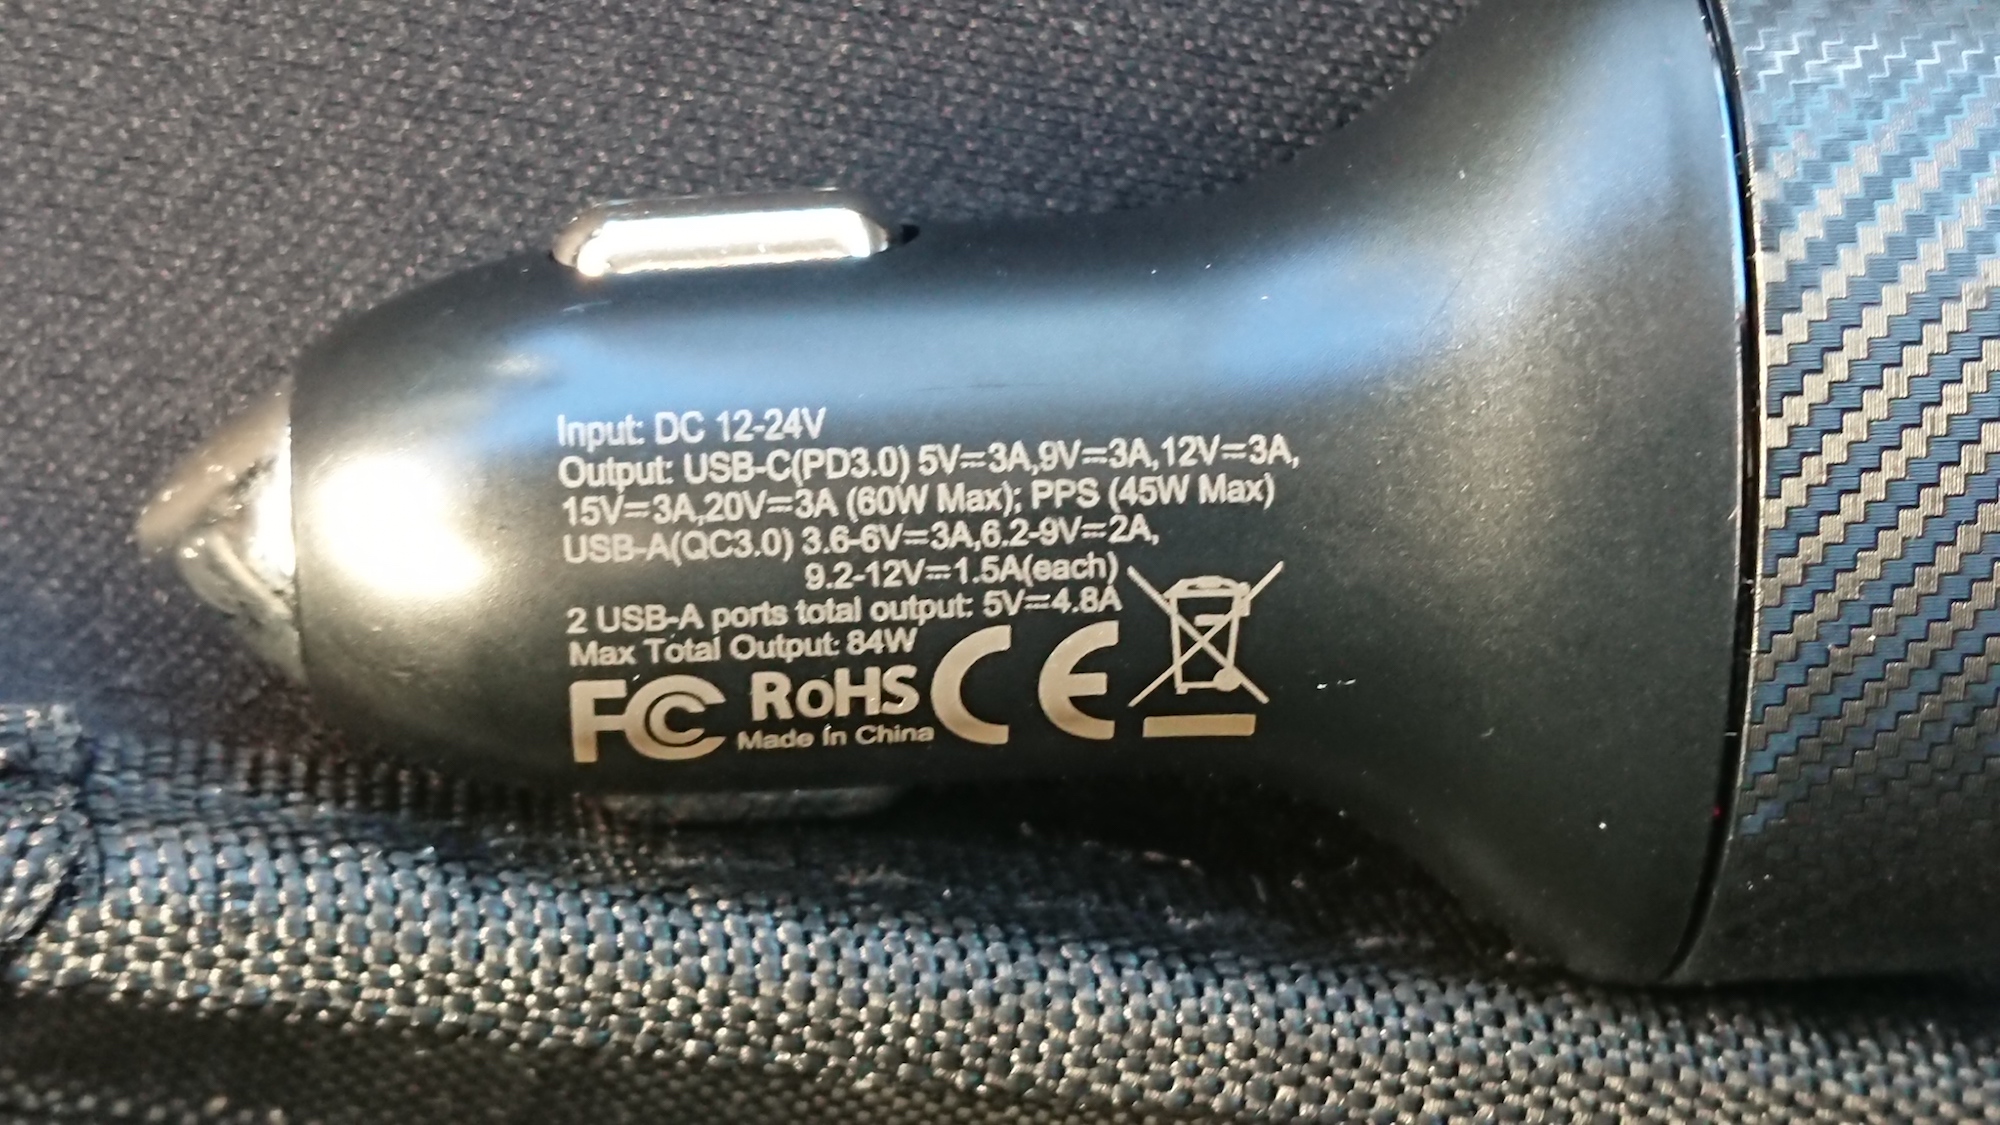 Input: DC 12-24V
Output: USB-C(PD3.0) 5V⎓3A,9V⎓3A,12V⎓3A,
15V⎓3A,20V⎓3A (60W Max); PPS (45W Max)
USB-A(QC3.0) 3.6-6V⎓3A,6.2-9V⎓2A,
9.2-12V⎓1.5A(each)
2 USB-A ports total output: 5V⎓4.8A
Max Total Output: 84W
FC RoHS CE
Made in China